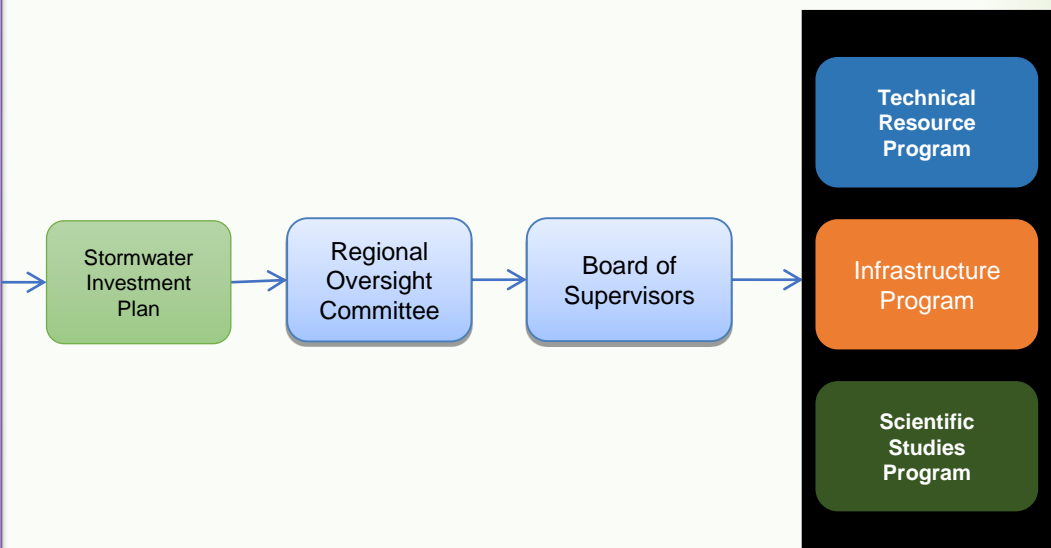 Stormwater
Investment
Plan
Regional
Oversight
Committee
Board of
Supervisors
Technical
Resource
Program
Infrastructure
Program
Scientific
Studies
Program